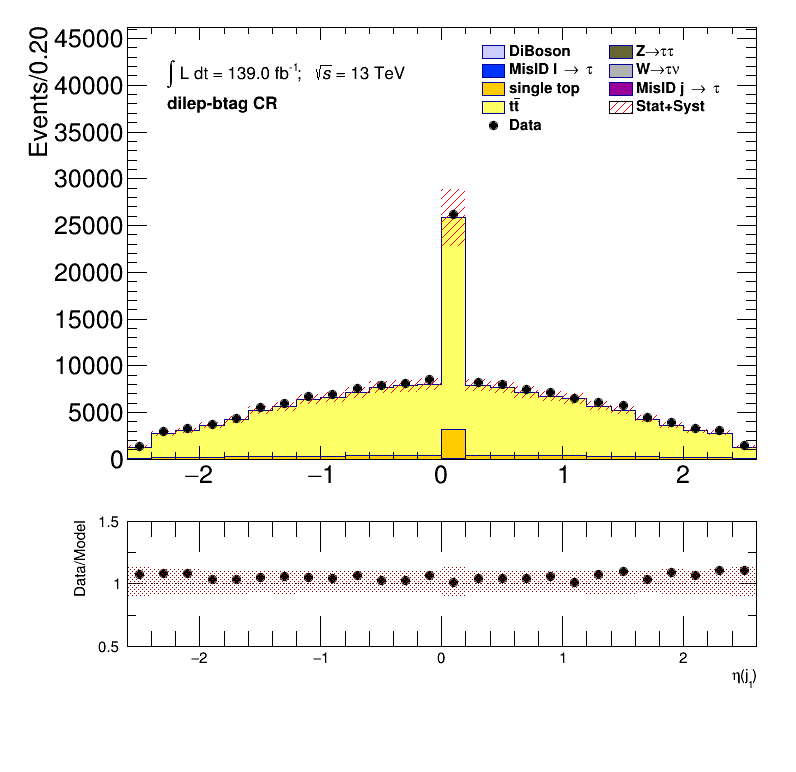 Events/0.20
45000
40000
35000
30000
25000
20000
15000
10000
5000
0
∫ L dt = 139.0 fb⁻¹; √s = 13 TeV
dilep-btag CR
DiBoson
MisID l → τ
single top
tt̄
Data
Z→ττ
W→τν
MisID j → τ
Stat+Syst
−2 −1 0 1 2
Data/Model
1.5
1
0.5
−2 −1 0 1 2
η(j₁)